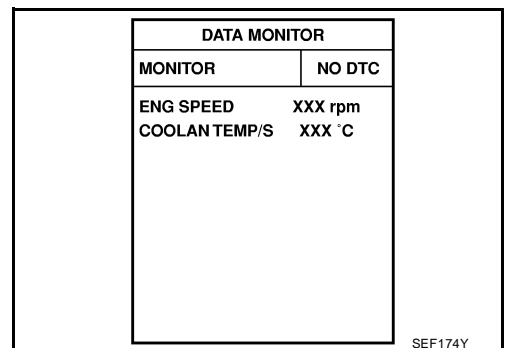 DATA MONITOR
MONITOR NO DTC
ENG SPEED XXX rpm
COOLAN TEMP/S XXX °C
SEF174Y